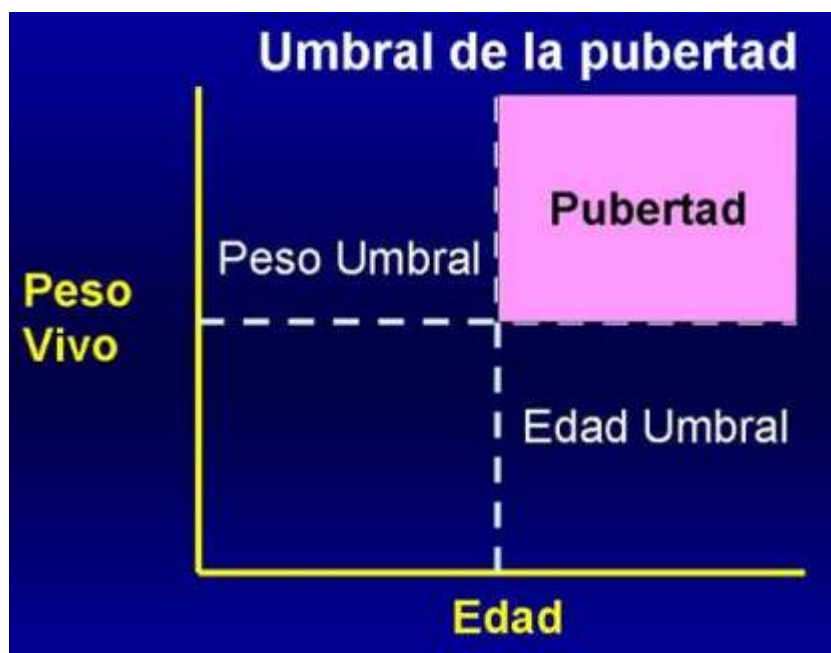 Umbral de la pubertad
Pubertad
Peso Umbral
Peso
Vivo
Edad Umbral
Edad